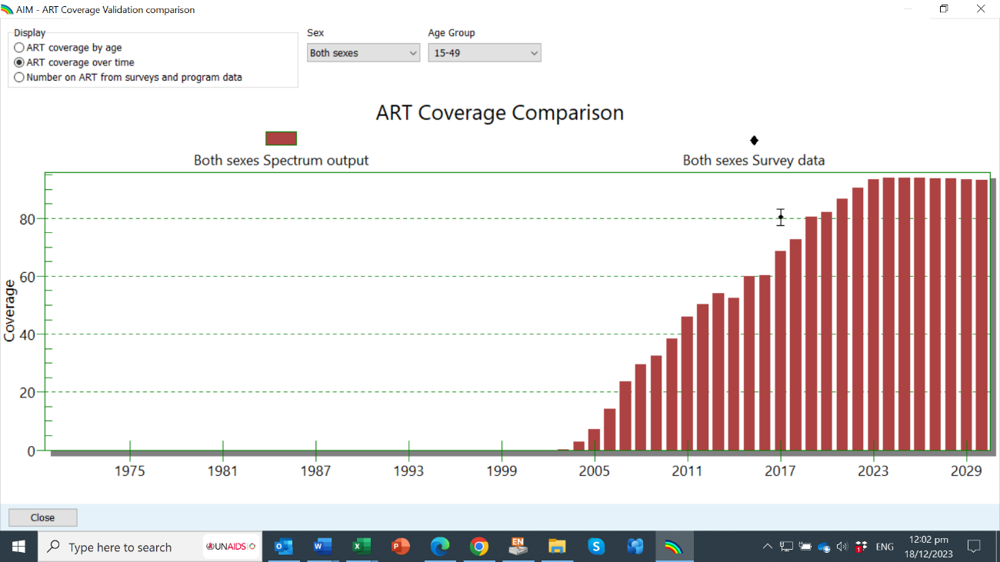 AIM - ART Coverage Validation comparison
Display
ART coverage by age
ART coverage over time
Number on ART from surveys and program data
Sex
Both sexes
Age Group
15-49
ART Coverage Comparison
Both sexes Spectrum output
Both sexes Survey data
Coverage
80
60
40
20
0
1975 1981 1987 1993 1999 2005 2011 2017 2023 2029
Close
Type here to search
UNAIDS
EN
1
ENG
12:02 pm
18/12/2023